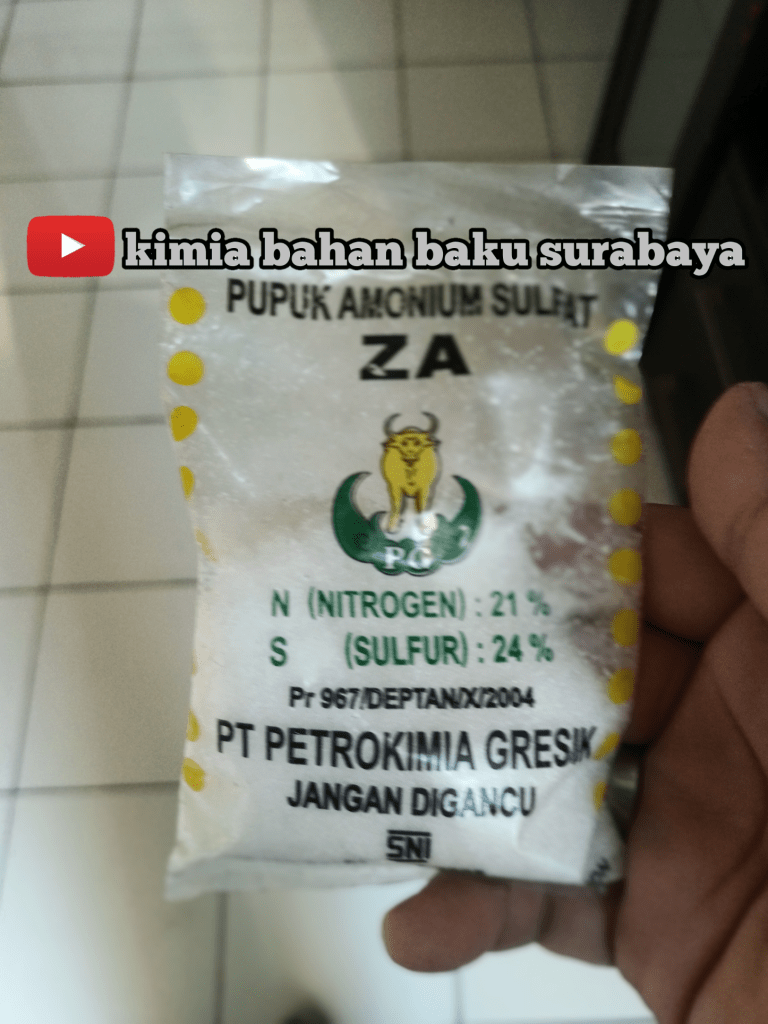 kimia bahan baku surabaya
PUPUK AMONIUM SULFAT
ZA
PG
N (NITROGEN) : 21 %
S (SULFUR) : 24 %
Pr 967/DEPTAN/X/2004
PT PETROKIMIA GRESIK
JANGAN DIGANCU
SNI